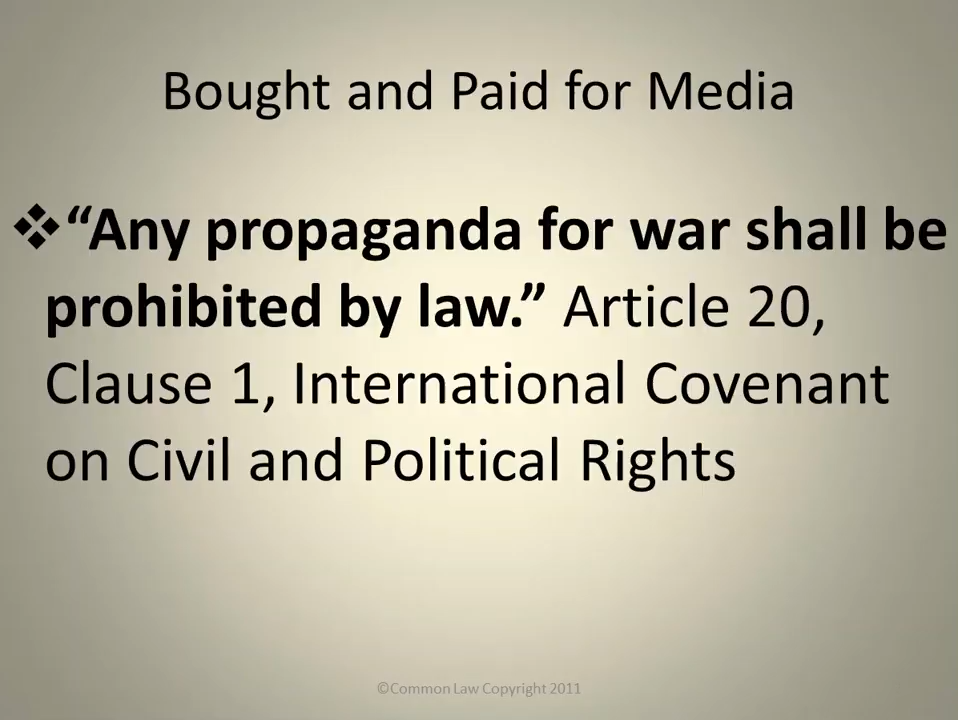 Bought and Paid for Media
❖“Any propaganda for war shall be
prohibited by law.” Article 20,
Clause 1, International Covenant
on Civil and Political Rights
©Common Law Copyright 2011